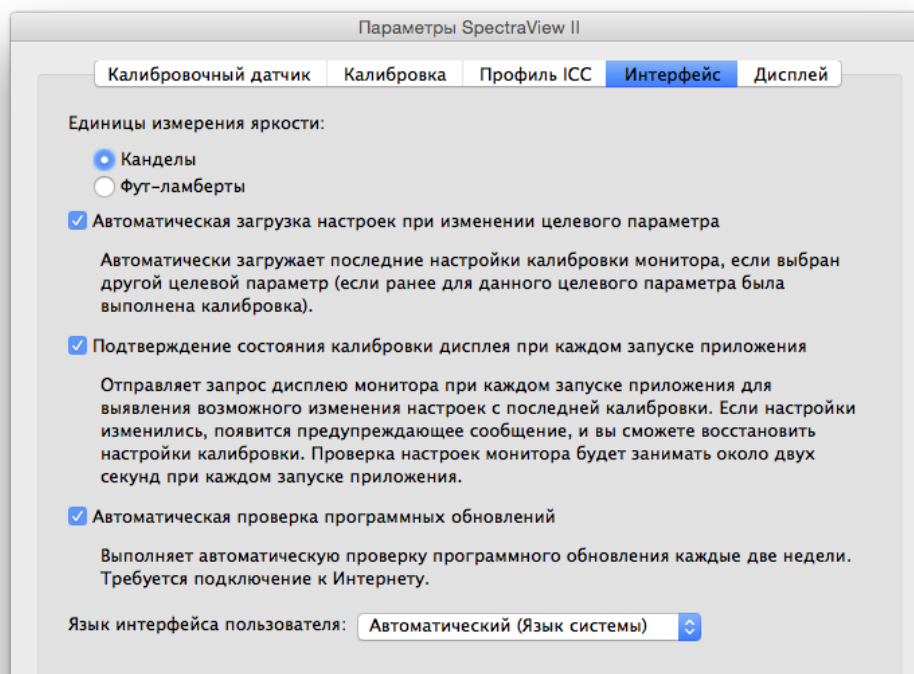 Параметры SpectraView II
Калибровочный датчик Калибровка Профиль ICC Интерфейс Дисплей
Единицы измерения яркости:
Канделы
Фут-ламберты
Автоматическая загрузка настроек при изменении целевого параметра
Автоматически загружает последние настройки калибровки монитора, если выбран
другой целевой параметр (если ранее для данного целевого параметра была
выполнена калибровка).
Подтверждение состояния калибровки дисплея при каждом запуске приложения
Отправляет запрос дисплею монитора при каждом запуске приложения для
выявления возможного изменения настроек с последней калибровки. Если настройки
изменились, появится предупреждающее сообщение, и вы сможете восстановить
настройки калибровки. Проверка настроек монитора будет занимать около двух
секунд при каждом запуске приложения.
Автоматическая проверка программных обновлений
Выполняет автоматическую проверку программного обновления каждые две недели.
Требуется подключение к Интернету.
Язык интерфейса пользователя: Автоматический (Язык системы)